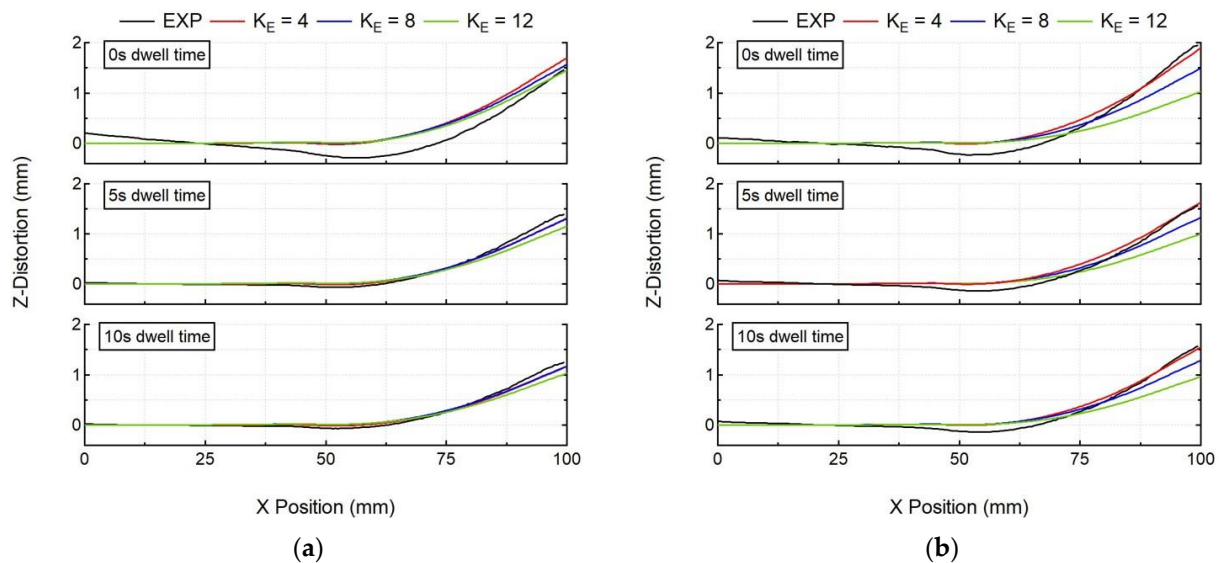 EXP K_E = 4 K_E = 8 K_E = 12
0s dwell time
2
1
0
5s dwell time
2
1
0
10s dwell time
2
1
0
0 25 50 75 100
Z-Distortion (mm)
X Position (mm)
(a)
EXP K_E = 4 K_E = 8 K_E = 12
0s dwell time
2
1
0
5s dwell time
2
1
0
10s dwell time
2
1
0
0 25 50 75 100
Z-Distortion (mm)
X Position (mm)
(b)